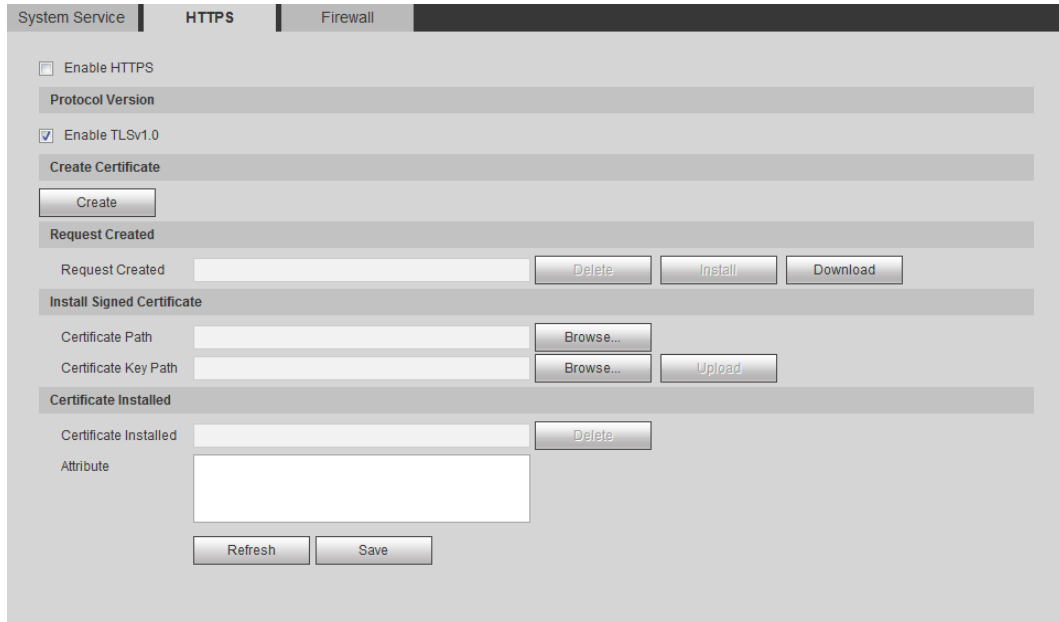 System Service HTTPS Firewall
Enable HTTPS
Protocol Version
Enable TLSv1.0
Create Certificate
Create
Request Created
Request Created Delete Install Download
Install Signed Certificate
Certificate Path Browse...
Certificate Key Path Browse... Upload
Certificate Installed
Certificate Installed Delete
Attribute
Refresh Save